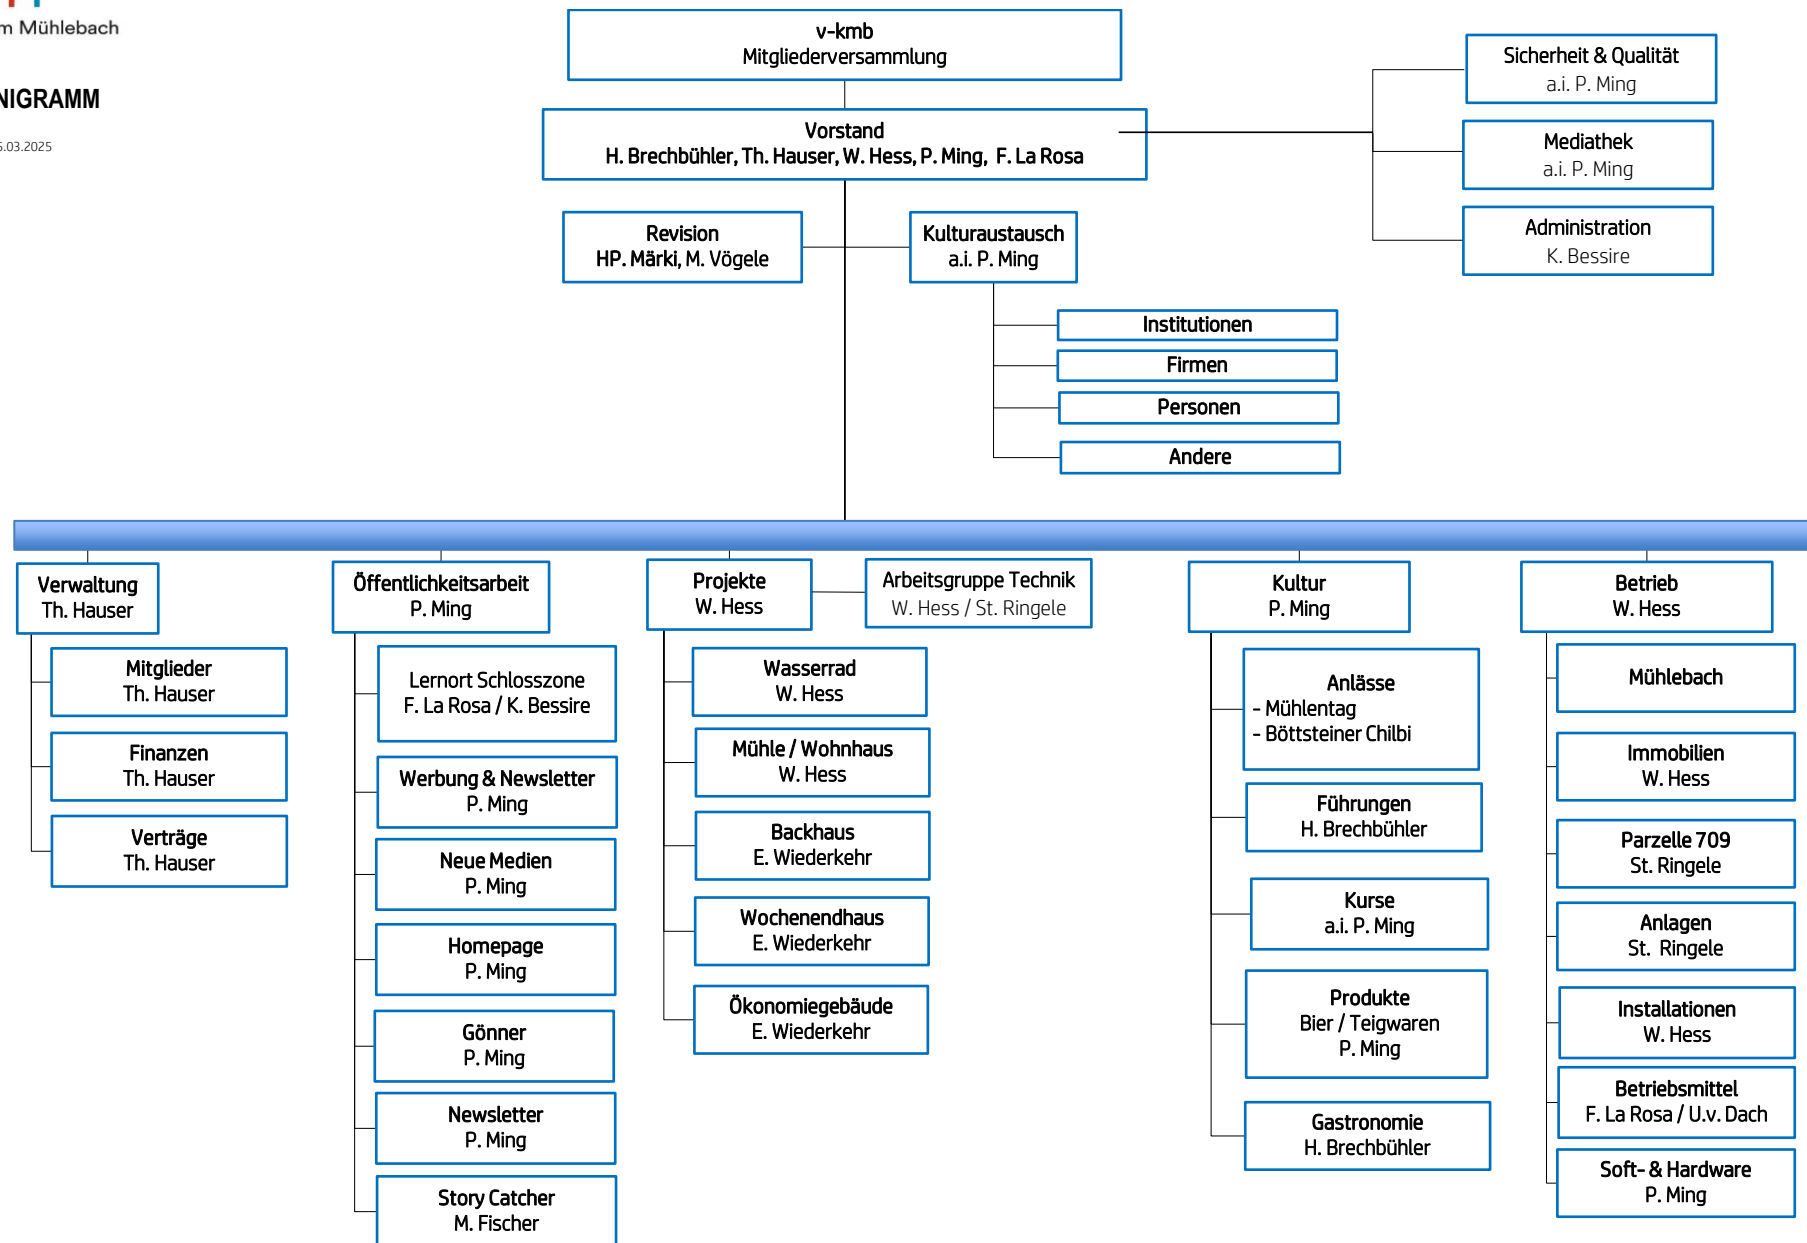 m Mühlebach
NIGRAMM
5.03.2025
v-kmb
Mitgliederversammlung
Vorstand
H. Brechbühler, Th. Hauser, W. Hess, P. Ming, F. La Rosa
Sicherheit & Qualität
a.i. P. Ming
Mediathek
a.i. P. Ming
Administration
K. Bessire
Revision
HP. Märki, M. Vögele
Kulturaustausch
a.i. P. Ming
Institutionen
Firmen
Personen
Andere
Verwaltung
Th. Hauser
Mitglieder
Th. Hauser
Finanzen
Th. Hauser
Verträge
Th. Hauser
Öffentlichkeitsarbeit
P. Ming
Lernort Schlosszone
F. La Rosa / K. Bessire
Werbung & Newsletter
P. Ming
Neue Medien
P. Ming
Homepage
P. Ming
Gönner
P. Ming
Newsletter
P. Ming
Story Catcher
M. Fischer
Projekte
W. Hess
Arbeitsgruppe Technik
W. Hess / St. Ringele
Wasserrad
W. Hess
Mühle / Wohnhaus
W. Hess
Backhaus
E. Wiederkehr
Wochenendhaus
E. Wiederkehr
Ökonomiegebäude
E. Wiederkehr
Kultur
P. Ming
Anlässe
- Mühlentag
- Böttsteiner Chilbi
Führungen
H. Brechbühler
Kurse
a.i. P. Ming
Produkte
Bier / Teigwaren
P. Ming
Gastronomie
H. Brechbühler
Betrieb
W. Hess
Mühlebach
Immobilien
W. Hess
Parzelle 709
St. Ringele
Anlagen
St. Ringele
Installationen
W. Hess
Betriebsmittel
F. La Rosa / U.v. Dach
Soft- & Hardware
P. Ming